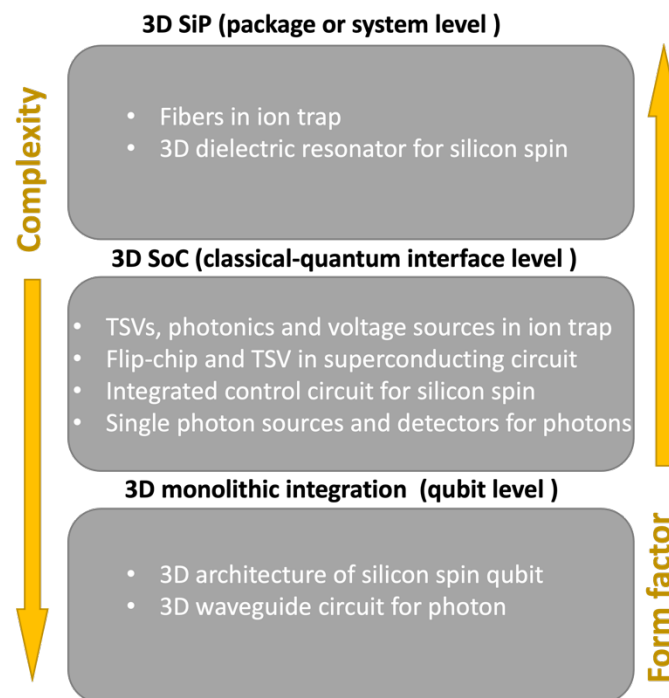 3D SiP (package or system level )
Complexity
• Fibers in ion trap
• 3D dielectric resonator for silicon spin
3D SoC (classical-quantum interface level )
• TSVs, photonics and voltage sources in ion trap
• Flip-chip and TSV in superconducting circuit
• Integrated control circuit for silicon spin
• Single photon sources and detectors for photons
3D monolithic integration (qubit level )
• 3D architecture of silicon spin qubit
• 3D waveguide circuit for photon
Form factor